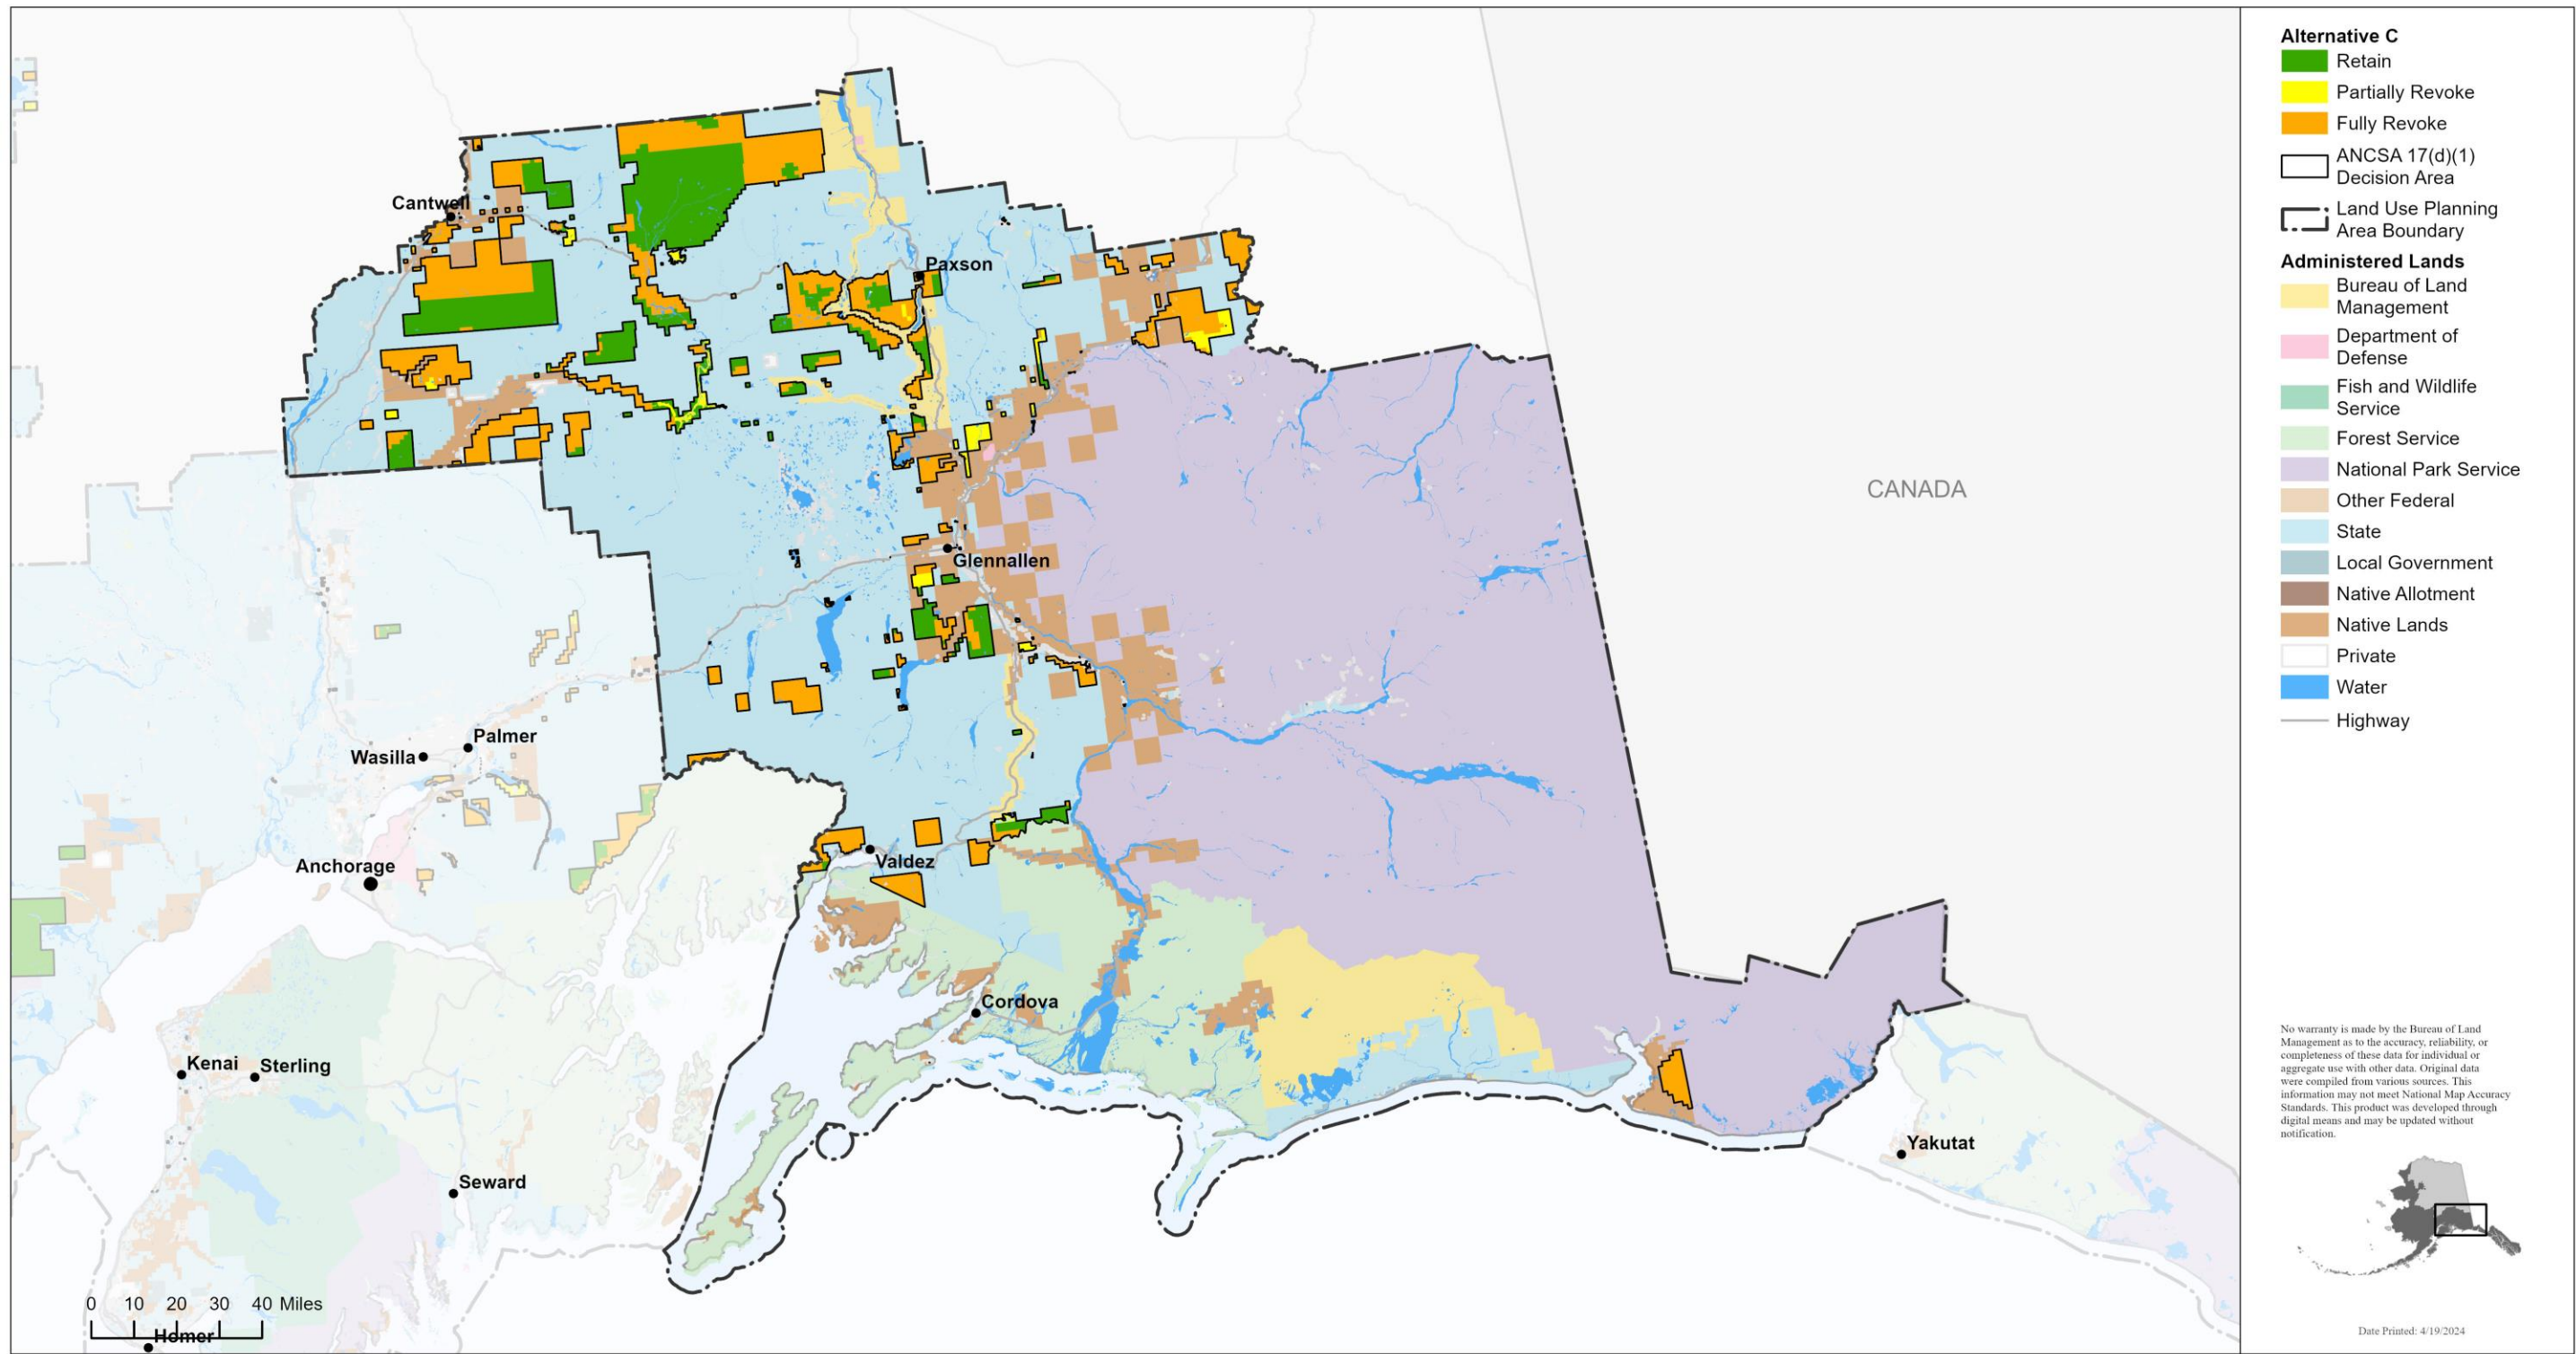 Cantwell
Paxson
CANADA
Glennallen
Palmer
Wasilla
Valdez
Anchorage
Cordova
Kenai
Sterling
Yakutat
Seward
0 10 20 30 40 Miles
Homer
Alternative C
Retain
Partially Revoke
Fully Revoke
ANCSA 17(d)(1)
Decision Area
Land Use Planning
Area Boundary
Administered Lands
Bureau of Land
Management
Department of
Defense
Fish and Wildlife
Service
Forest Service
National Park Service
Other Federal
State
Local Government
Native Allotment
Native Lands
Private
Water
Highway
No warranty is made by the Bureau of Land
Management as to the accuracy, reliability, or
completeness of these data for individual or
aggregate use with other data. Original data
were compiled from various sources. This
information may not meet National Map Accuracy
Standards. This product was developed through
digital means and may be updated without
notification.
Date Printed: 4/19/2024